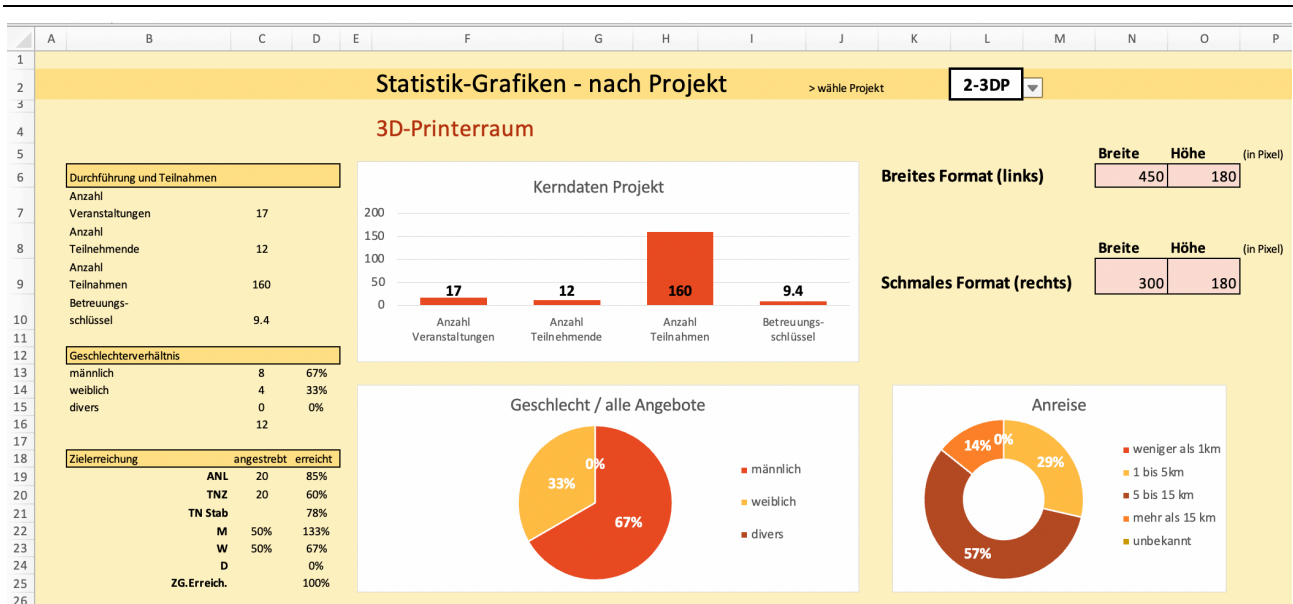 A B C D E F G H I J K L M N O P
1
2 Statistik-Grafiken - nach Projekt > wähle Projekt 2-3DP
3
4 3D-Printerraum
5 Breite Höhe (in Pixel)
6 Durchführung und Teilnahmen Breites Format (links) 450 180
Anzahl
7 Veranstaltungen 17
Anzahl
8 Teilnehmende 12 Breite Höhe (in Pixel)
Anzahl
9 Teilnahmen 160 Schmales Format (rechts) 300 180
Betreuungs-
10 schlüssel 9.4
11
12 Geschlechterverhältnis
13 männlich 8 67%
14 weiblich 4 33%
15 divers 0 0%
16 12
17
18 Zielerreichung angestrebt erreicht
19 ANL 20 85%
20 TNZ 20 60%
21 TN Stab 78%
22 M 50% 133%
23 W 50% 67%
24 D 0%
25 ZG.Erreich. 100%
26
Kerndaten Projekt
200
150
100
50
0
17 12 160 9.4
Anzahl Anzahl Anzahl Betreuungs-
Veranstaltungen Teilnehmende Teilnahmen schlüssel
Geschlecht / alle Angebote
0%
33%
67%
männlich
weiblich
divers
Anreise
14% 0%
29%
57%
weniger als 1km
1 bis 5km
5 bis 15 km
mehr als 15 km
unbekannt